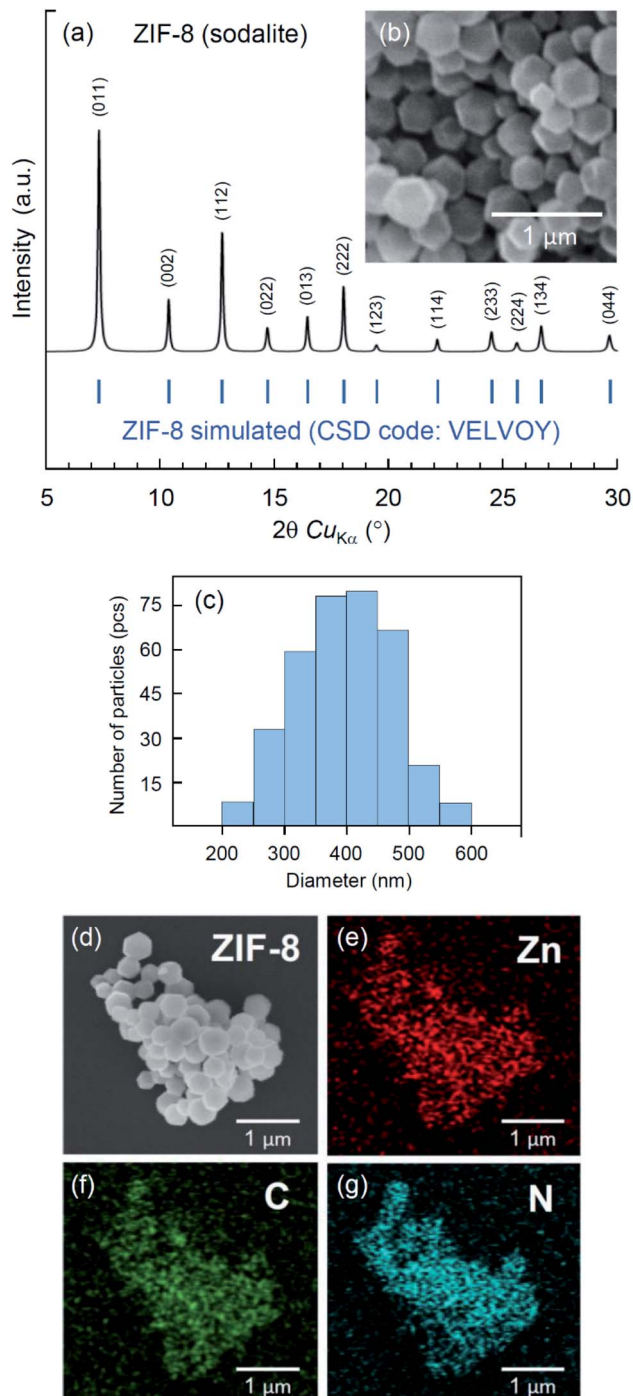 (a) ZIF-8 (sodalite)
(b)
1 μm
Intensity (a.u.)
(011)
(002)
(112)
(022)
(013)
(222)
(123)
(114)
(233)
(224)
(134)
(044)
ZIF-8 simulated (CSD code: VELVOY)
5 10 15 20 25 30
2θ CuKα (°)
(c)
Number of particles (pcs)
75
60
45
30
15
200 300 400 500 600
Diameter (nm)
(d) ZIF-8
1 μm
(e) Zn
1 μm
(f) C
1 μm
(g) N
1 μm